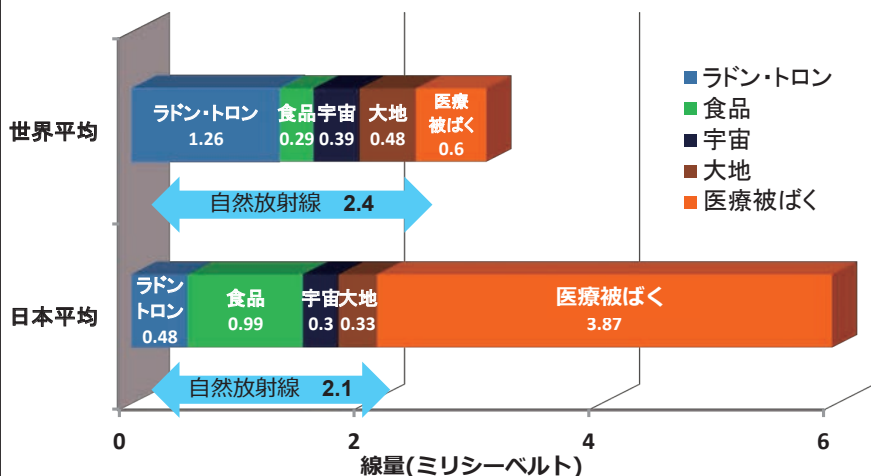 世界平均
ラドン・トロン
1.26
食品
0.29
宇宙
0.39
大地
0.48
医療
被ばく
0.6
自然放射線 2.4
ラドン・トロン
食品
宇宙
大地
医療被ばく
日本平均
ラドン
トロン
0.48
食品
0.99
宇宙
0.3
大地
0.33
医療被ばく
3.87
自然放射線 2.1
0 2 4 6
線量(ミリシーベルト)